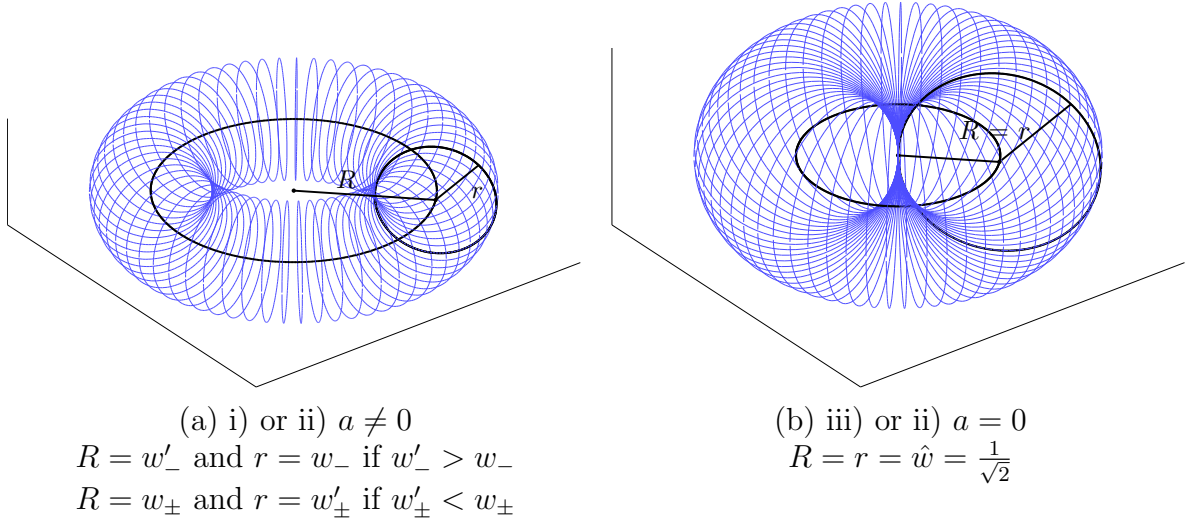 R
r
R = r
(a) i) or ii) a ≠ 0
R = w′₋ and r = w₋ if w′₋ > w₋
R = w± and r = w′± if w′± < w±
(b) iii) or ii) a = 0
R = r = ŵ = 1/√2